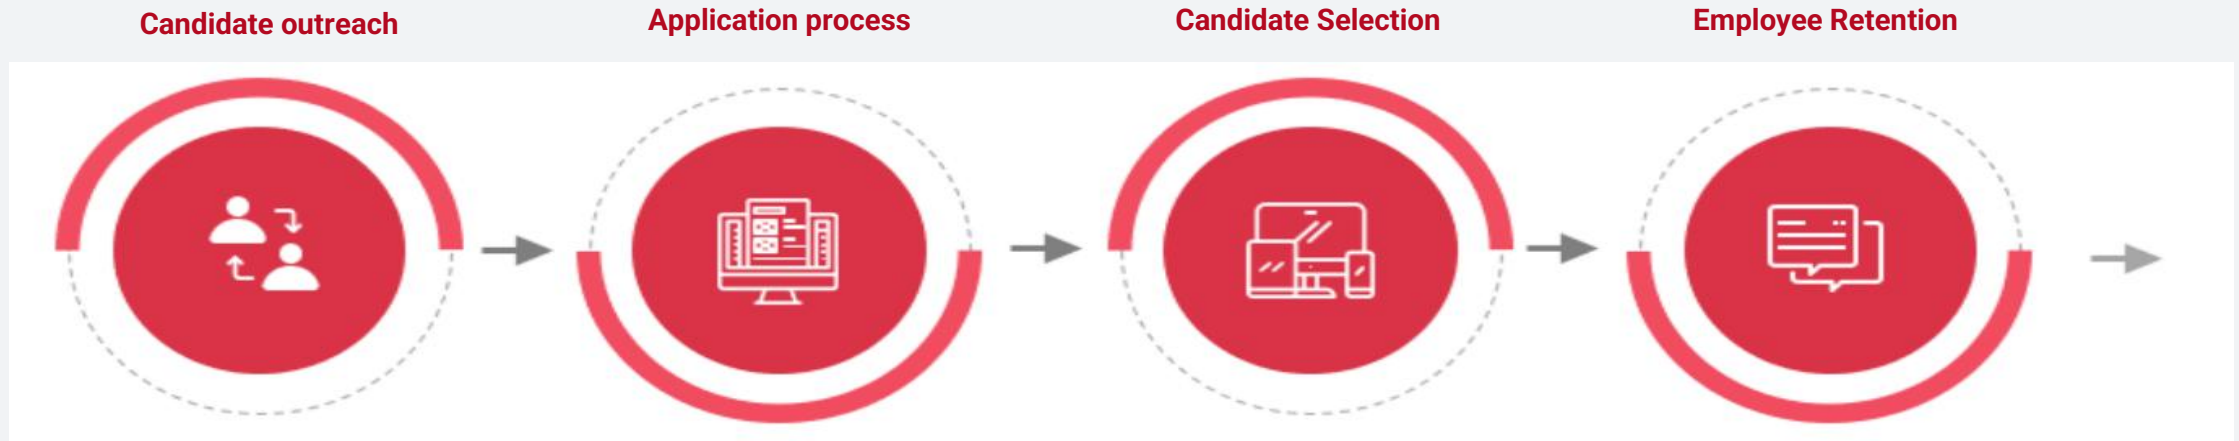 Candidate outreach
Application process
Candidate Selection
Employee Retention